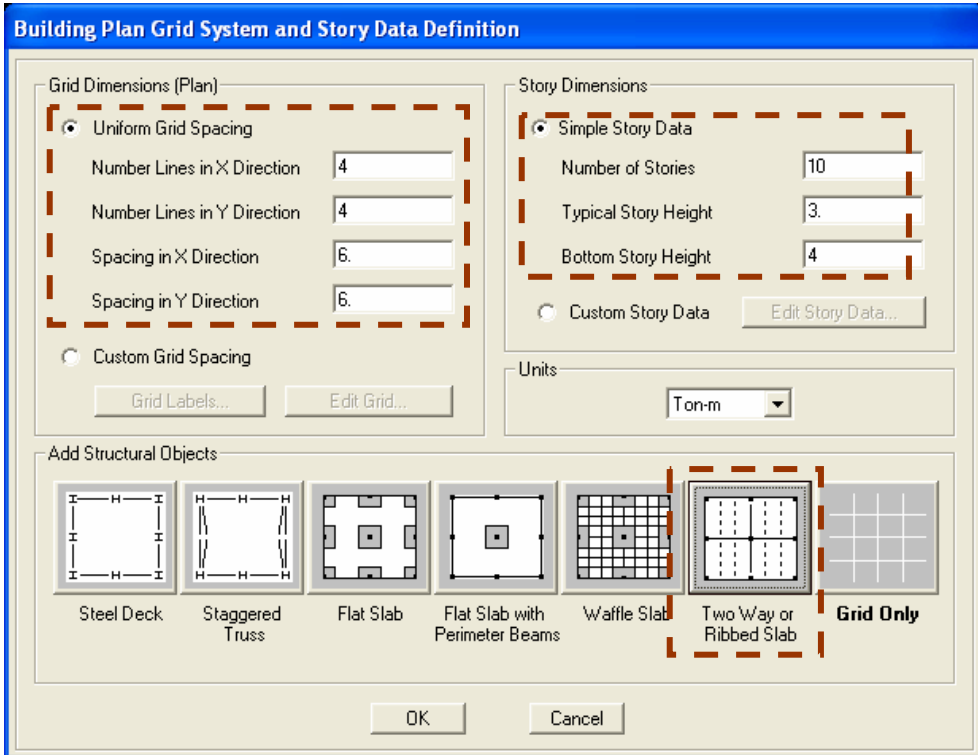 Building Plan Grid System and Story Data Definition
Grid Dimensions (Plan)
Uniform Grid Spacing
Number Lines in X Direction 4
Number Lines in Y Direction 4
Spacing in X Direction 6.
Spacing in Y Direction 6.
Custom Grid Spacing
Grid Labels... Edit Grid...
Story Dimensions
Simple Story Data
Number of Stories 10
Typical Story Height 3.
Bottom Story Height 4
Custom Story Data Edit Story Data...
Units
Ton-m
Add Structural Objects
Steel Deck
Staggered
Truss
Flat Slab
Flat Slab with
Perimeter Beams
Waffle Slab
Two Way or
Ribbed Slab
Grid Only
OK Cancel